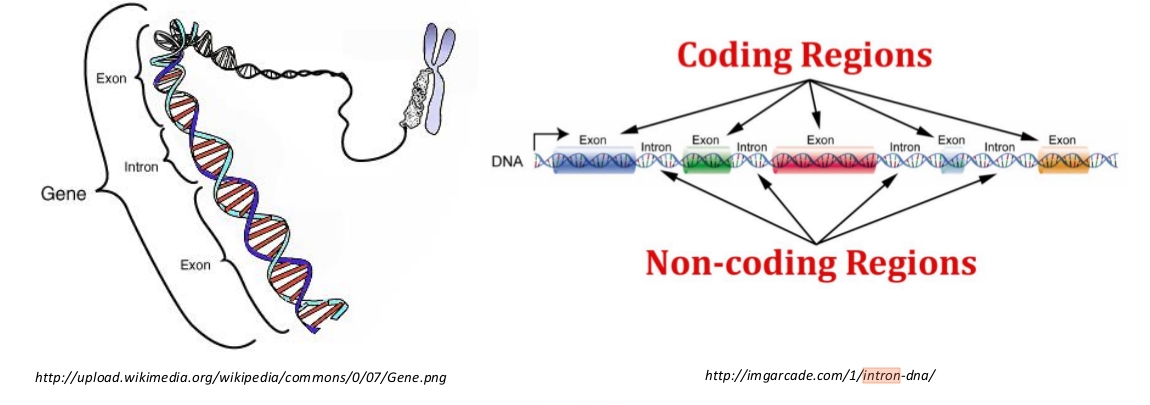 Exon
Intron
Gene
Exon
http://upload.wikimedia.org/wikipedia/commons/0/07/Gene.png
Coding Regions
Exon Intron Exon Intron Exon Intron Exon Intron Exon
DNA
Non-coding Regions
http://imgarcade.com/1/intron-dna/